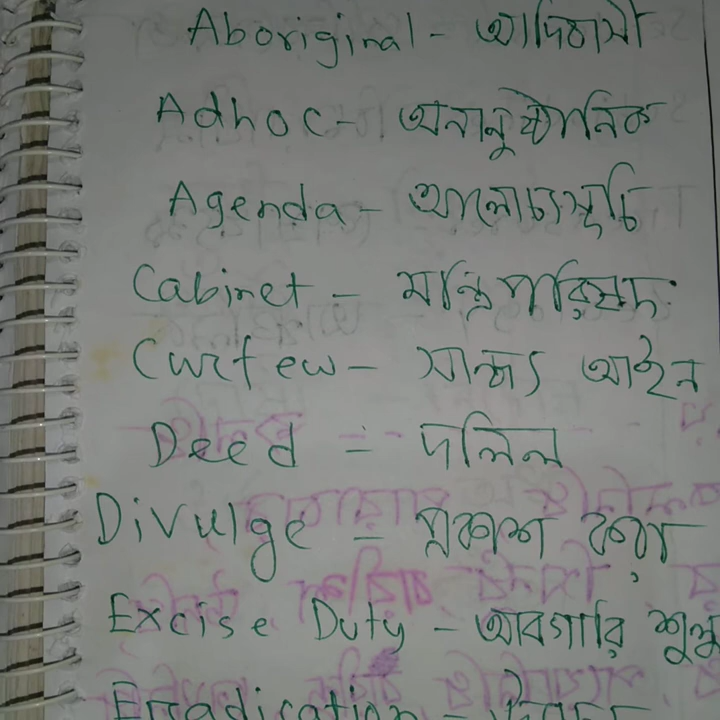 Aboriginal - আদিবাসী
Adhoc - অনানুষ্ঠানিক
Agenda - আলোচ্যসূচি
Cabinet - মন্ত্রিপরিষদ
Curfew - সান্ধ্য আইন
Deed - দলিল
Divulge - প্রকাশ করা
Excise Duty - আবগারি শুল্ক
Erradication -